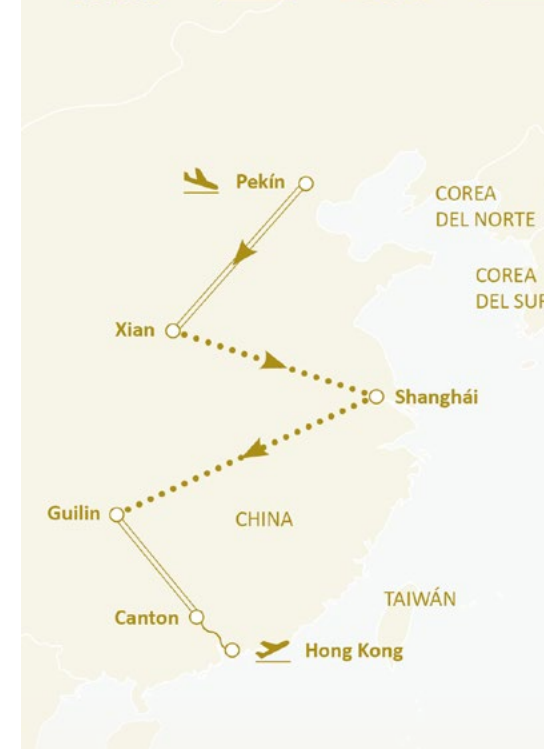 Pekín
COREA
DEL NORTE
COREA
DEL SUR
Xian
Shanghái
Guilin
CHINA
Canton
TAIWÁN
Hong Kong